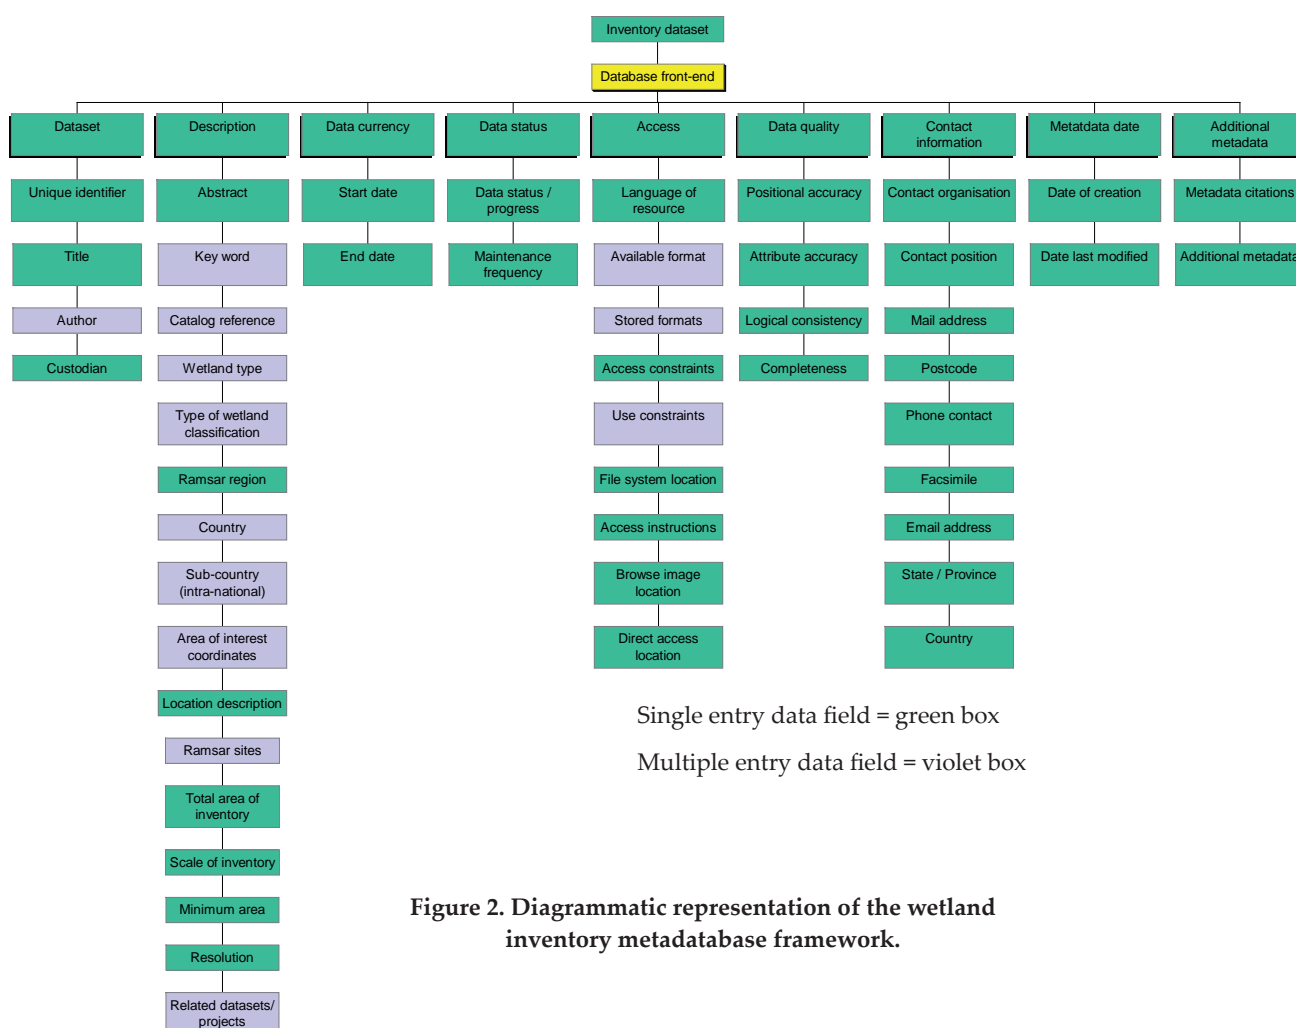 Inventory dataset
Database front-end
Dataset
Unique identifier
Title
Author
Custodian
Description
Abstract
Key word
Catalog reference
Wetland type
Type of wetland
classification
Ramsar region
Country
Sub-country
(intra-national)
Area of interest
coordinates
Location description
Ramsar sites
Total area of
inventory
Scale of inventory
Minimum area
Resolution
Related datasets/
projects
Data currency
Start date
End date
Data status
Data status /
progress
Maintenance
frequency
Access
Language of
resource
Available format
Stored formats
Access constraints
Use constraints
File system location
Access instructions
Browse image
location
Direct access
location
Data quality
Positional accuracy
Attribute accuracy
Logical consistency
Completeness
Contact
information
Contact organisation
Contact position
Mail address
Postcode
Phone contact
Facsimile
Email address
State / Province
Country
Metatdata date
Date of creation
Date last modified
Additional
metadata
Metadata citations
Additional metadata
Single entry data field = green box
Multiple entry data field = violet box
Figure 2. Diagrammatic representation of the wetland
inventory metadatabase framework.